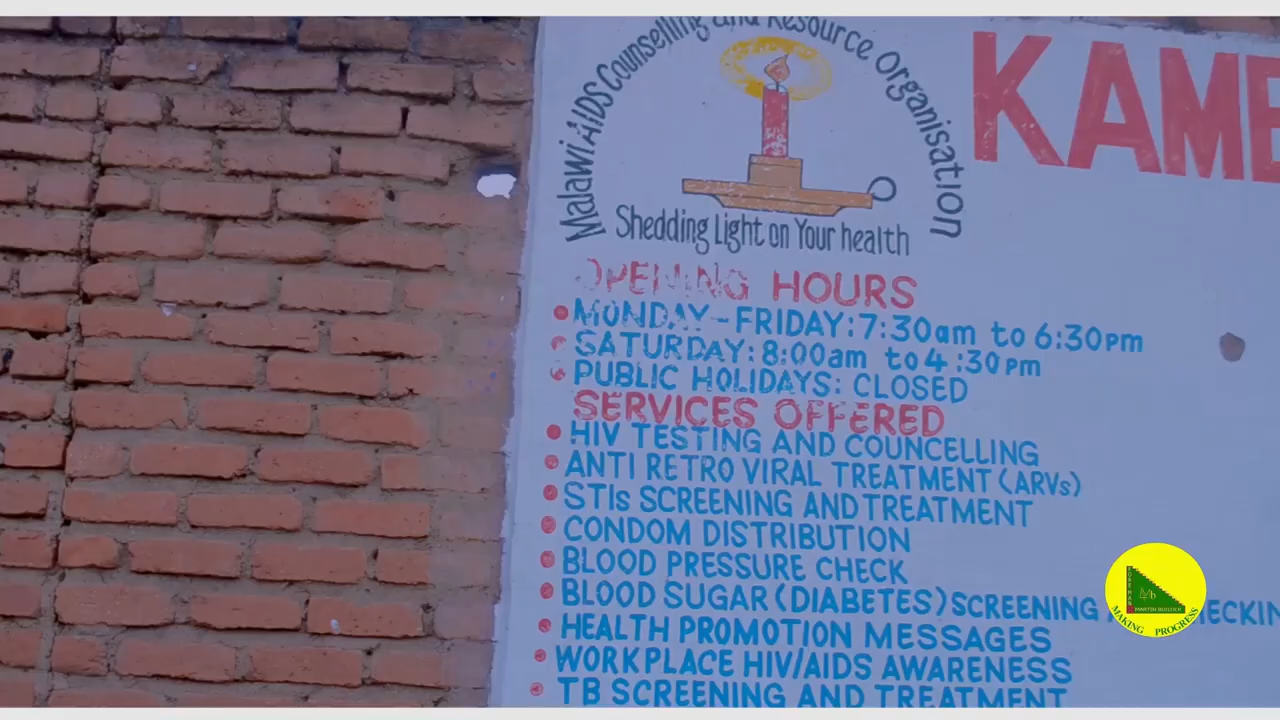 Malawi AIDS Counselling and Resource Organisation
KAME
Shedding Light on Your health
OPENING HOURS
MONDAY - FRIDAY: 7:30am to 6:30pm
SATURDAY: 8:00am to 4:30pm
PUBLIC HOLIDAYS: CLOSED
SERVICES OFFERED
HIV TESTING AND COUNCELLING
ANTI RETRO VIRAL TREATMENT (ARVs)
STIs SCREENING AND TREATMENT
CONDOM DISTRIBUTION
BLOOD PRESSURE CHECK
BLOOD SUGAR (DIABETES) SCREENING
HEALTH PROMOTION MESSAGES
WORKPLACE HIV/AIDS AWARENESS
TB SCREENING AND TREATMENT
MARTIN BUILDER
MAKING PROGRESS